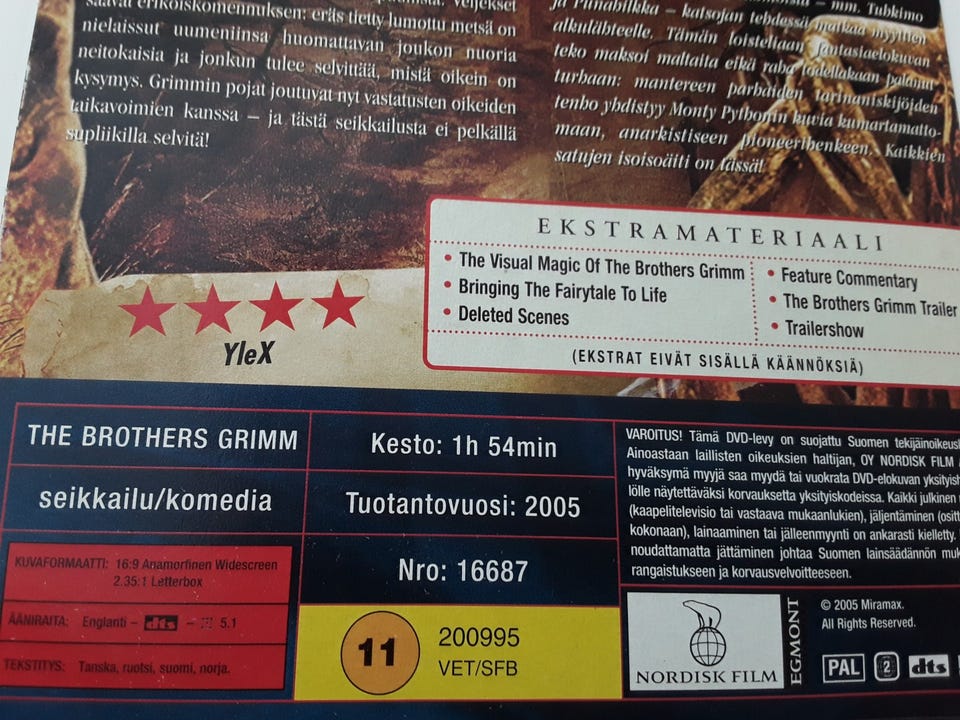 saavat erikoiskomennuksen: eräs tietty lumottu metsä on
nielaissut uumeniinsa huomattavan joukon nuoria
neitokaisia ja jonkun tulee selvittää, mistä oikein on
kysymys. Grimmin pojat joutuvat nyt vastatusten oikeiden
taikavoimien kanssa – ja tästä seikkailusta ei pelkällä
supliikilla selvitä!
ja Punahilkka – katsojan tehdessä matkaa myyttien
alkulähteelle. Tämän loisteliaan fantasiaelokuvan
teko maksoi maltaita eikä raha todellakaan palanut
turhaan: mantereen parhaiden tarinaniskijöiden
tenho yhdistyy Monty Pythonin kuvia kumartamatto-
maan, anarkistiseen pioneerihenkeen. Kaikkien
satujen isoisoäiti on tässä!
EKSTRAMATERIAALI
• The Visual Magic Of The Brothers Grimm
• Bringing The Fairytale To Life
• Deleted Scenes
• Feature Commentary
• The Brothers Grimm Trailer
• Trailershow
(EKSTRAT EIVÄT SISÄLLÄ KÄÄNNÖKSIÄ)
YleX
THE BROTHERS GRIMM
seikkailu/komedia
KUVAFORMAATTI: 16:9 Anamorfinen Widescreen
2.35:1 Letterbox
ÄÄNIRAITA: Englanti – dts – 5.1
TEKSTITYS: Tanska, ruotsi, suomi, norja.
Kesto: 1h 54min
Tuotantovuosi: 2005
Nro: 16687
11
200995
VET/SFB
VAROITUS! Tämä DVD-levy on suojattu Suomen tekijäinoikeusl
Ainoastaan laillisten oikeuksien haltijan, OY NORDISK FILM
hyväksymä myyjä saa myydä tai vuokrata DVD-elokuvan yksityish
lölle näytettäväksi korvauksetta yksityiskodeissa. Kaikki julkinen
(kaapelitelevisio tai vastaava mukaanlukien), jäljentäminen (ositt
kokonaan), lainaaminen tai jälleenmyynti on ankarasti kielletty.
noudattamatta jättäminen johtaa Suomen lainsäädännön muk
rangaistukseen ja korvausvelvoitteeseen.
NORDISK FILM
EGMONT
© 2005 Miramax.
All Rights Reserved.
PAL 2 dts